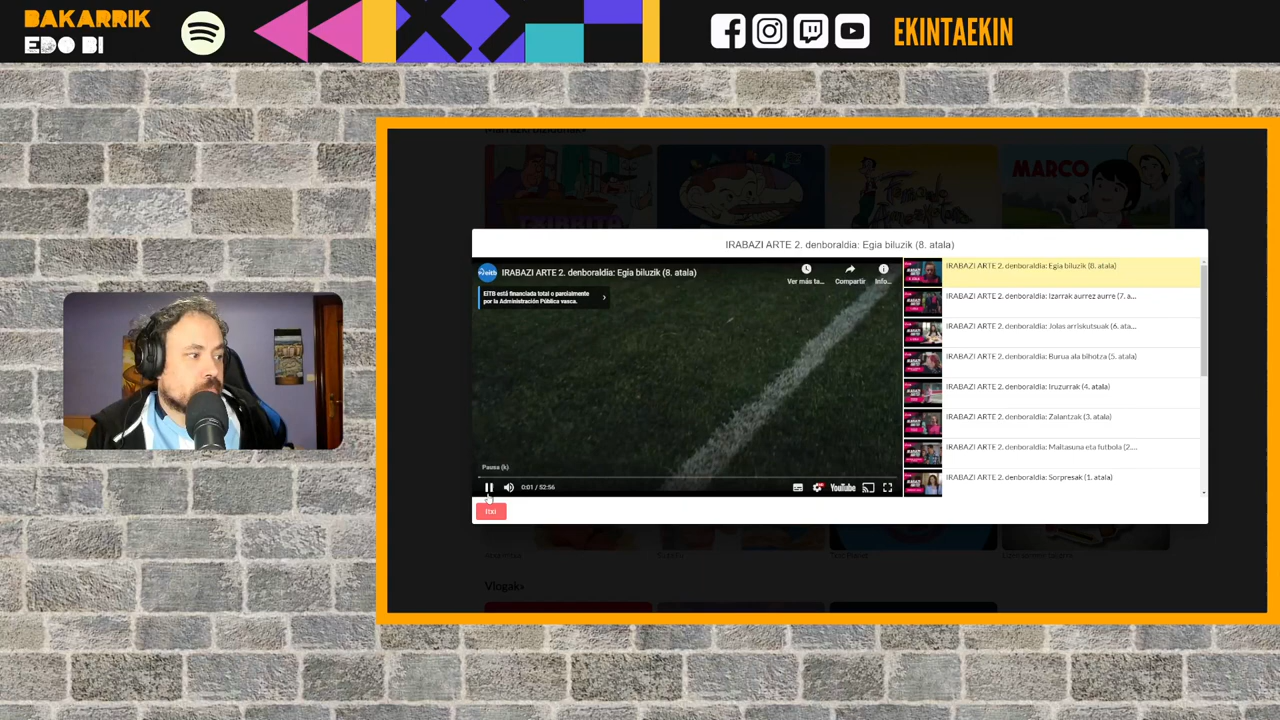 BAKARRIK
EDO BI
EKINTAEKIN
MARCO
IRABAZI ARTE 2. denboraldia: Egia biluzik (8. atala)
eitb
IRABAZI ARTE 2. denboraldia: Egia biluzik (8. atala)
Ver más ta...
Compartir
Info...
EITB está financiada total o parcialmente
por la Administración Pública vasca.
IRABAZI ARTE 2. denboraldia: Egia biluzik (8. atala)
IRABAZI ARTE 2. denboraldia: Izarrak aurrez aurre (7. a...
IRABAZI ARTE 2. denboraldia: Jolas arriskutsuak (6. ata...
IRABAZI ARTE 2. denboraldia: Burua ala bihotza (5. atala)
IRABAZI ARTE 2. denboraldia: Iruzurrak (4. atala)
IRABAZI ARTE 2. denboraldia: Zalantzak (3. atala)
IRABAZI ARTE 2. denboraldia: Maitasuna eta futbola (2....
IRABAZI ARTE 2. denboraldia: Sorpresak (1. atala)
Pausa (k)
0:01 / 52:56
YouTube
Itxi
Vlogak>